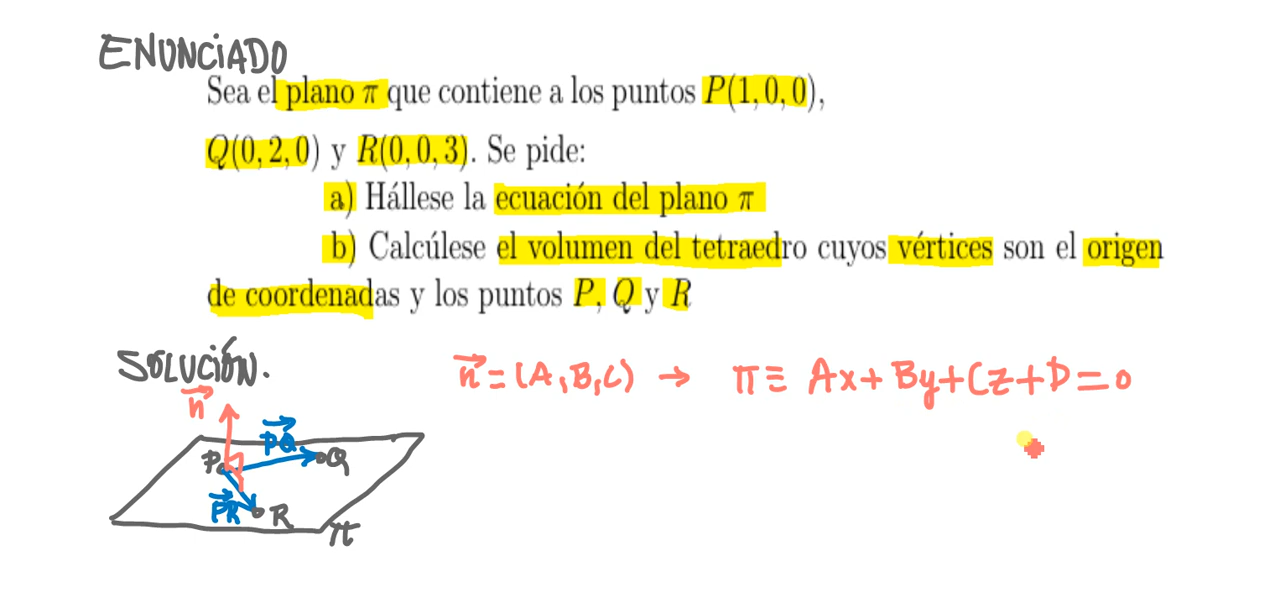 ENUNCIADO
Sea el plano π que contiene a los puntos P(1,0,0),
Q(0,2,0) y R(0,0,3). Se pide:
a) Hállese la ecuación del plano π
b) Calcúlese el volumen del tetraedro cuyos vértices son el origen
de coordenadas y los puntos P, Q y R
SOLUCIÓN.
n⃗ = (A,B,C) → π ≡ Ax + By + Cz + D = 0
n⃗
PQ⃗
P
Q
PR⃗
R
π